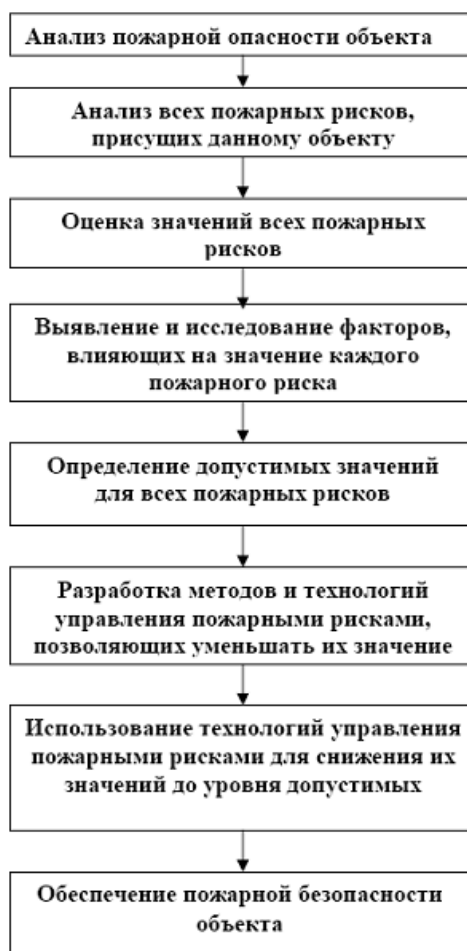 Анализ пожарной опасности объекта
Анализ всех пожарных рисков,
присущих данному объекту
Оценка значений всех пожарных
рисков
Выявление и исследование факторов,
влияющих на значение каждого
пожарного риска
Определение допустимых значений
для всех пожарных рисков
Разработка методов и технологий
управления пожарными рисками,
позволяющих уменьшать их значение
Использование технологий управления
пожарными рисками для снижения их
значений до уровня допустимых
Обеспечение пожарной безопасности
объекта